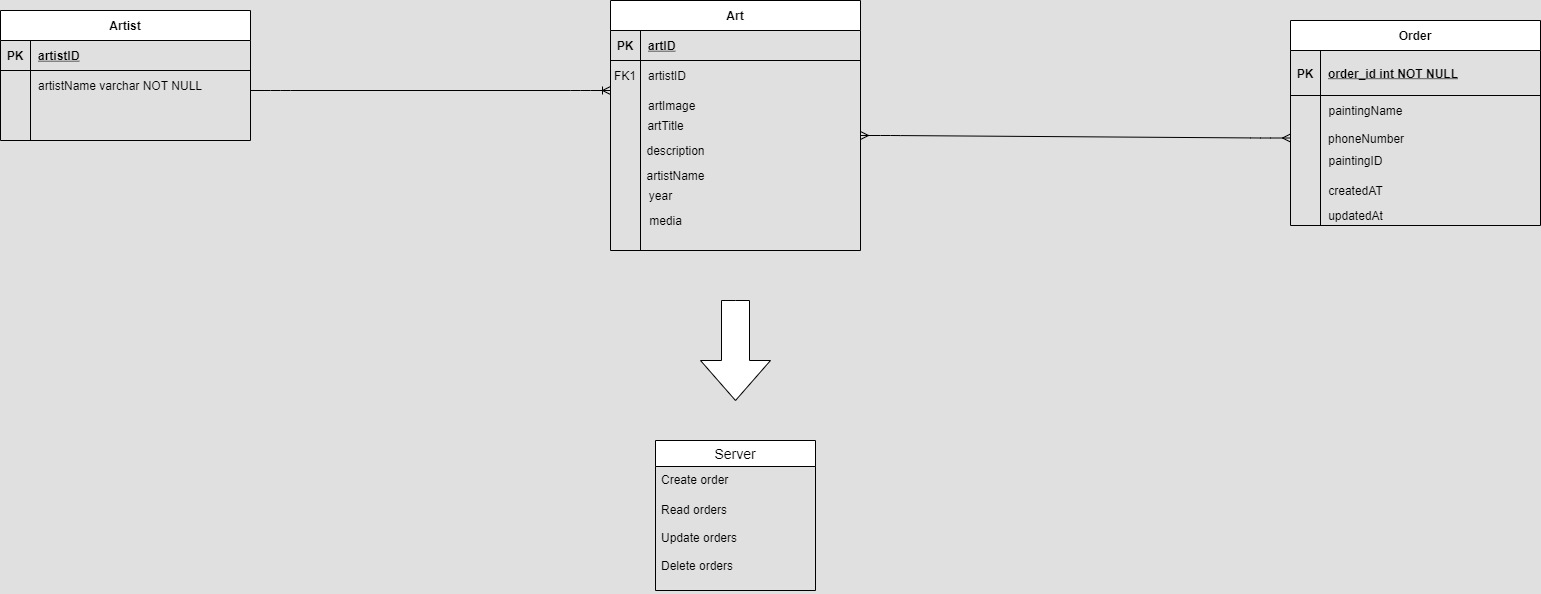 Artist
PK artistID
artistName varchar NOT NULL
Art
PK artID
FK1 artistID
artImage
artTitle
description
artistName
year
media
Order
PK order_id int NOT NULL
paintingName
phoneNumber
paintingID
createdAT
updatedAt
Server
Create order
Read orders
Update orders
Delete orders